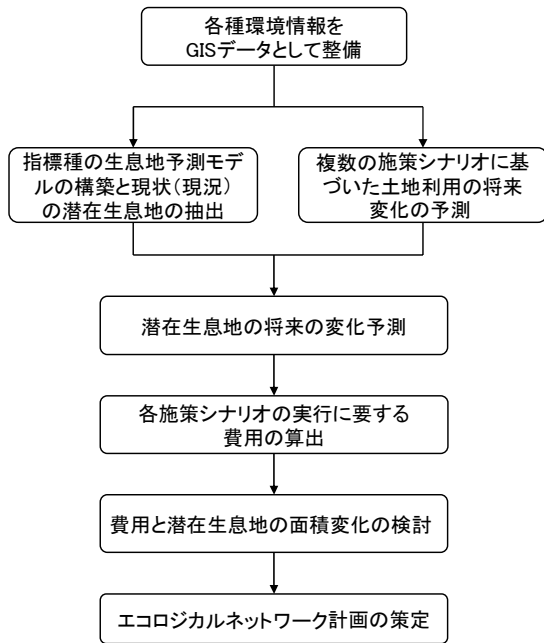 各種環境情報を
GISデータとして整備
指標種の生息地予測モデ
ルの構築と現状（現況）
の潜在生息地の抽出
複数の施策シナリオに基
づいた土地利用の将来
変化の予測
潜在生息地の将来の変化予測
各施策シナリオの実行に要する
費用の算出
費用と潜在生息地の面積変化の検討
エコロジカルネットワーク計画の策定